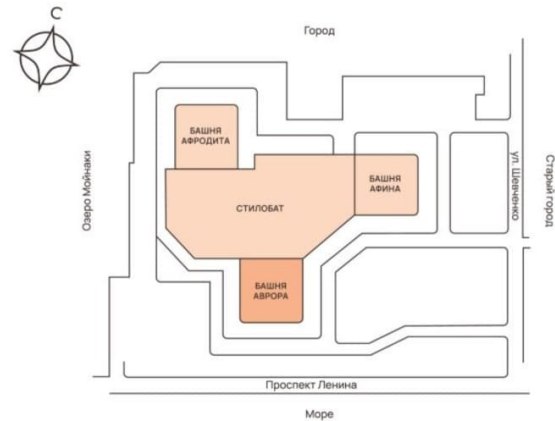 С
Город
БАШНЯ
АФРОДИТА
БАШНЯ
АФИНА
СТИЛОБАТ
БАШНЯ
АВРОРА
Озеро Мойнаки
ул. Шевченко
Старый город
Проспект Ленина
Море